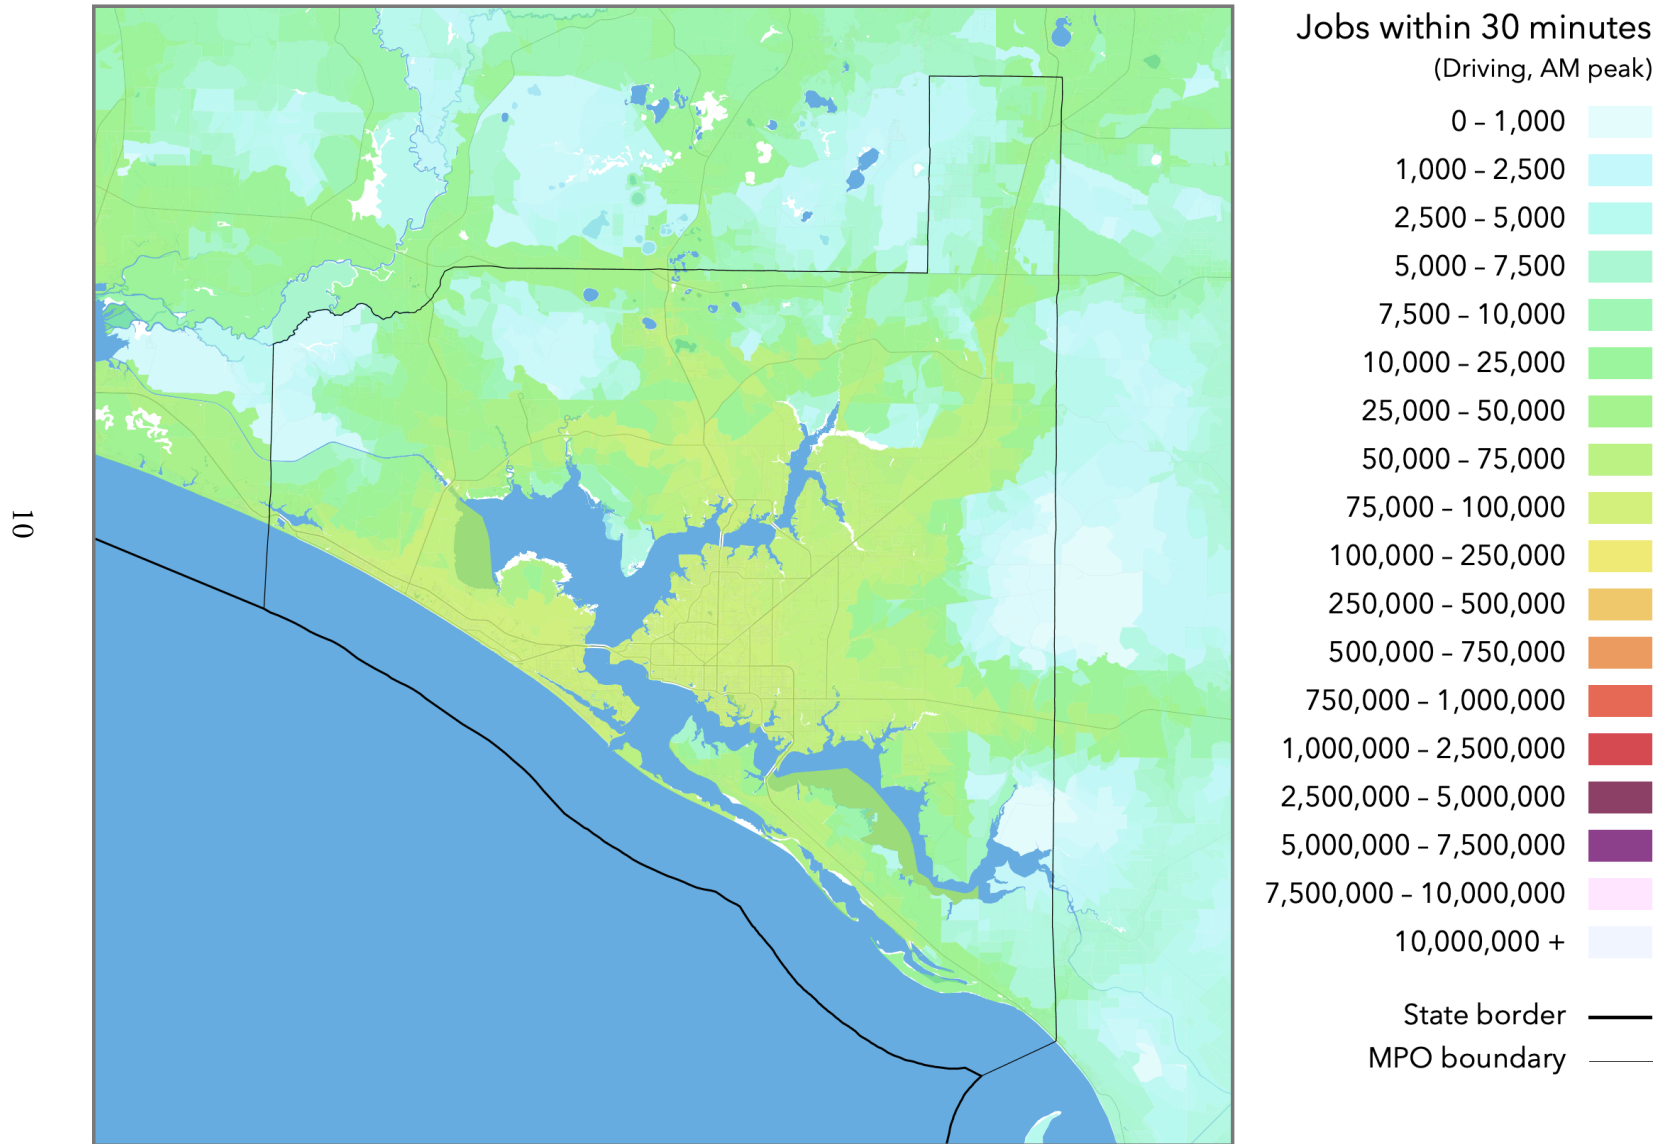 Jobs within 30 minutes
(Driving, AM peak)
0 – 1,000
1,000 – 2,500
2,500 – 5,000
5,000 – 7,500
7,500 – 10,000
10,000 – 25,000
25,000 – 50,000
50,000 – 75,000
75,000 – 100,000
100,000 – 250,000
250,000 – 500,000
500,000 – 750,000
750,000 – 1,000,000
1,000,000 – 2,500,000
2,500,000 – 5,000,000
5,000,000 – 7,500,000
7,500,000 – 10,000,000
10,000,000 +
State border
MPO boundary
10